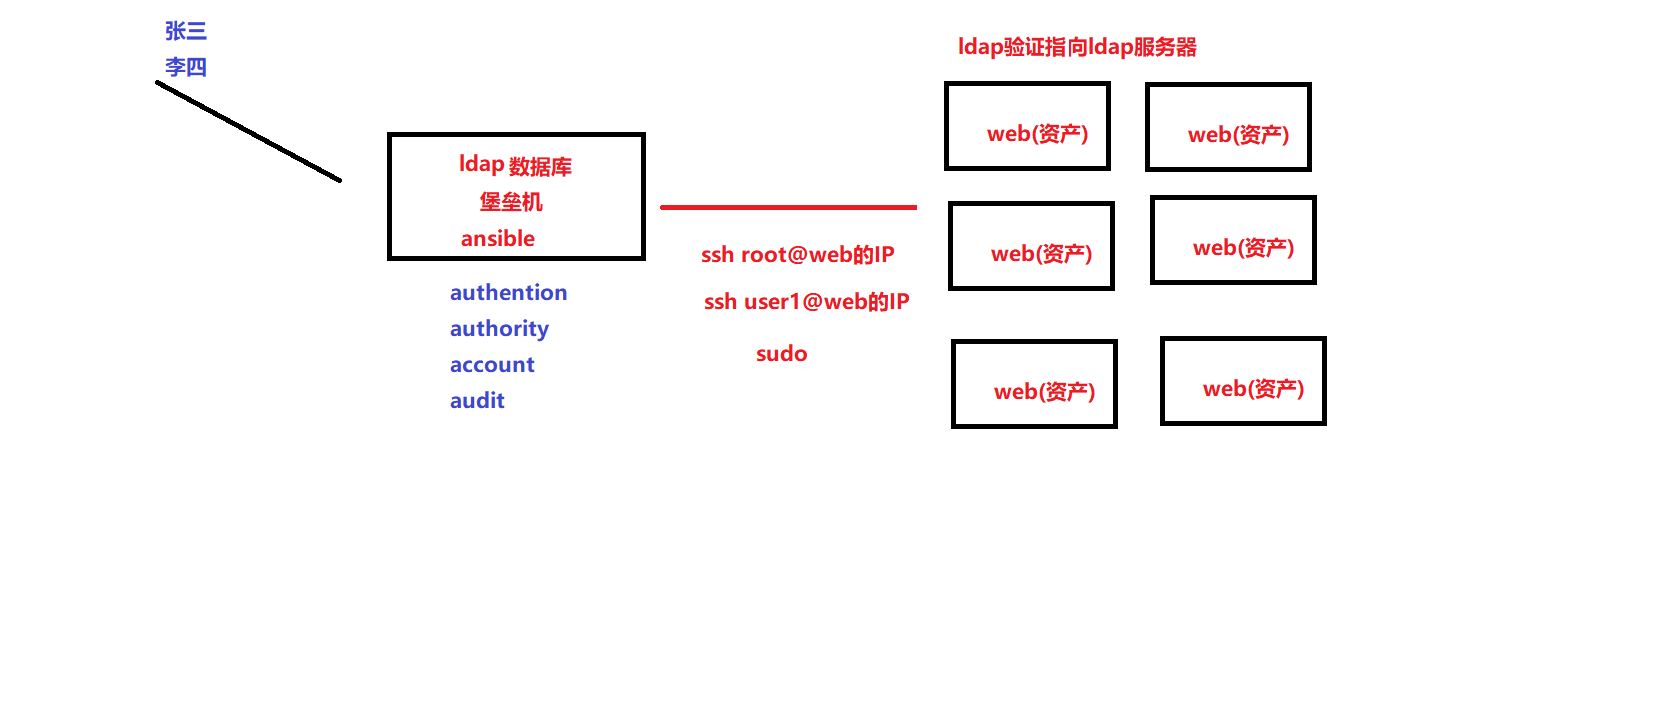 张三
李四
ldap 数据库
堡垒机
ansible
authention
authority
account
audit
ssh root@web的IP
ssh user1@web的IP
sudo
ldap验证指向ldap服务器
web(资产)
web(资产)
web(资产)
web(资产)
web(资产)
web(资产)